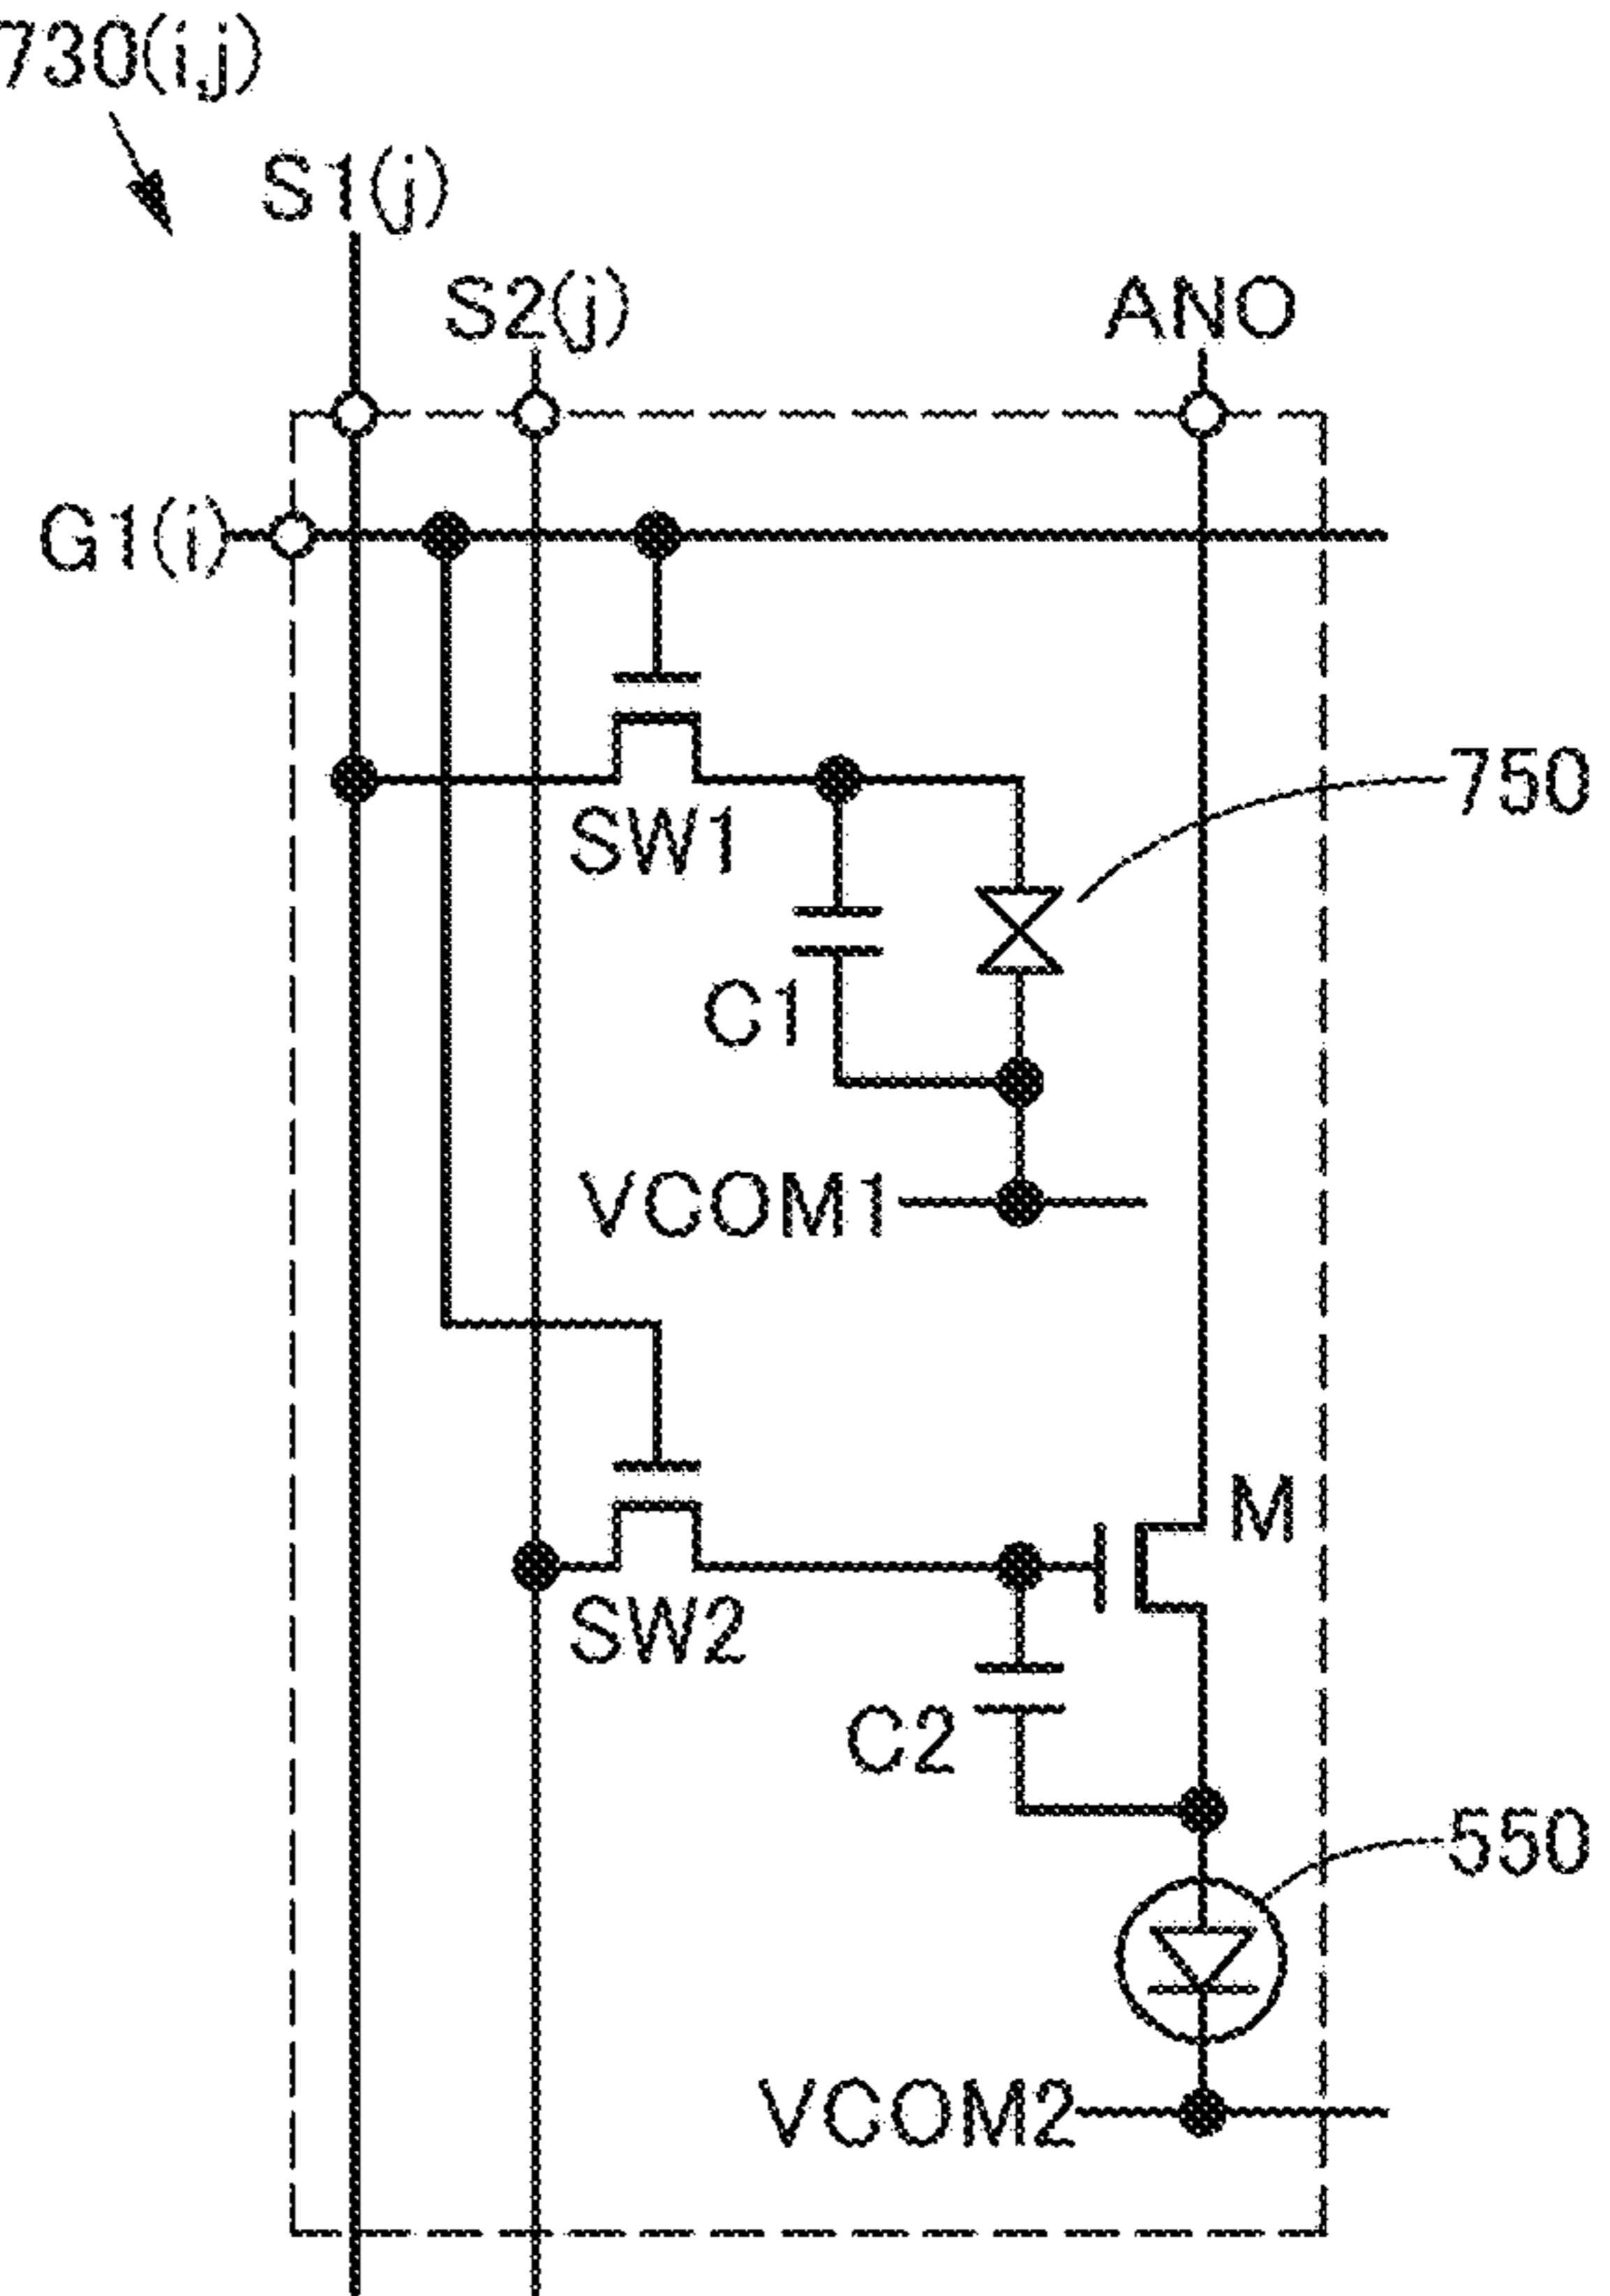 730(i,j)
S1(j)
S2(j)
ANO
G1(i)
SW1
750
C1
VCOM1
M
SW2
C2
550
VCOM2